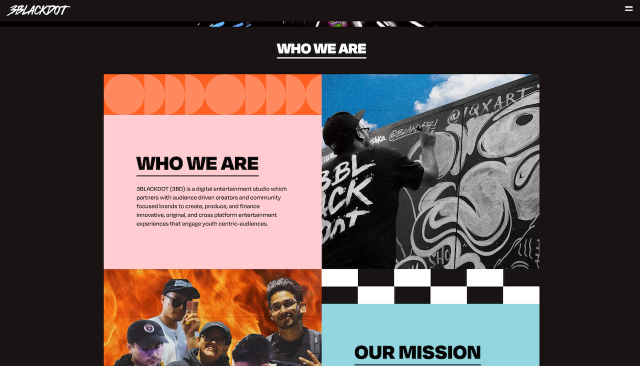 3BLACKDOT
WHO WE ARE
WHO WE ARE
3BLACKDOT (3BD) is a digital entertainment studio which
partners with audience driven creators and community
focused brands to create, produce, and finance
innovative, original, and cross platform entertainment
experiences that engage youth centric-audiences.
@IQXART
3BL
ACK
DOT
OUR MISSION